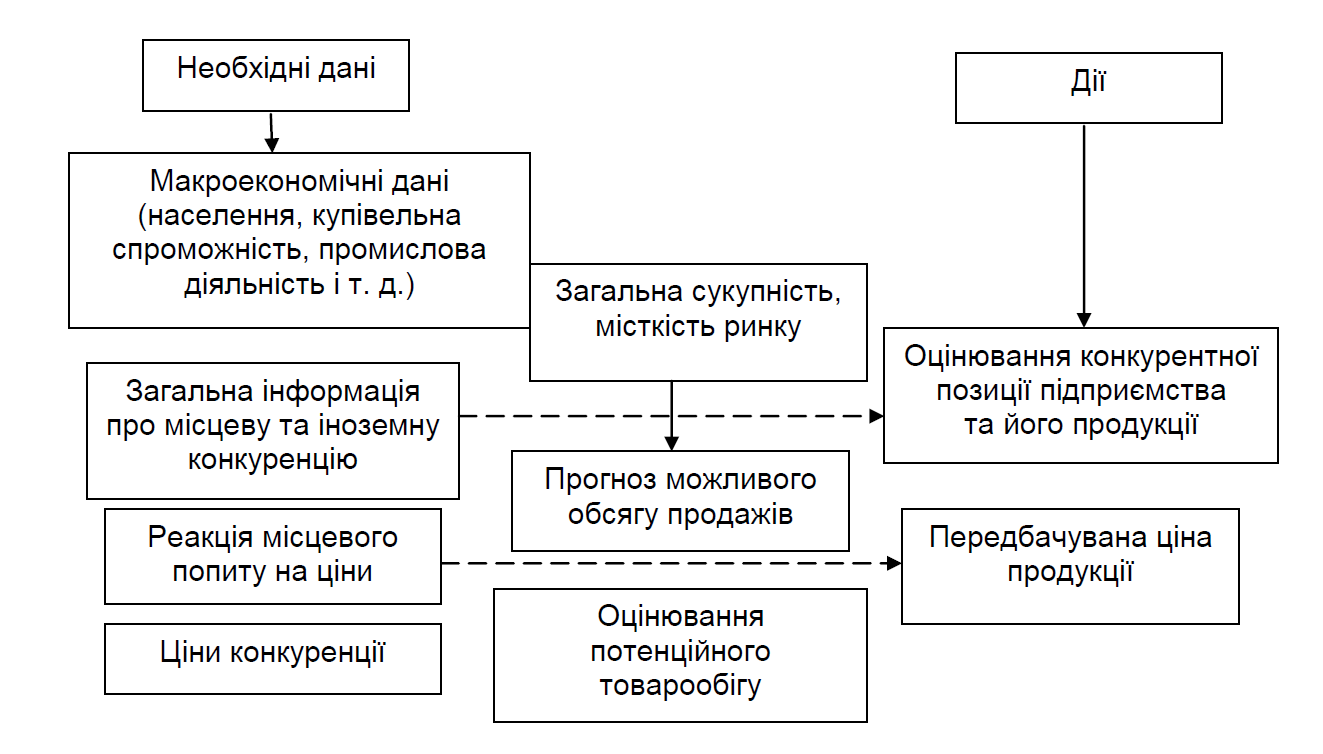 Необхідні дані
Дії
Макроекономічні дані
(населення, купівельна
спроможність, промислова
діяльність і т. д.)
Загальна сукупність,
місткість ринку
Оцінювання конкурентної
позиції підприємства
та його продукції
Загальна інформація
про місцеву та іноземну
конкуренцію
Прогноз можливого
обсягу продажів
Реакція місцевого
попиту на ціни
Передбачувана ціна
продукції
Оцінювання
потенційного
товарообігу
Ціни конкуренції